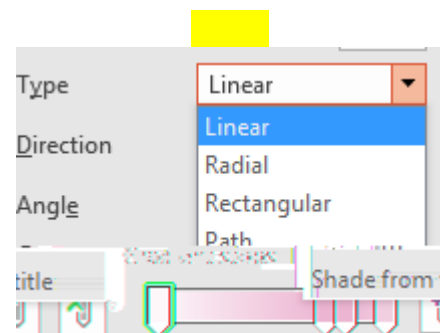 Type Linear
Linear
Direction
Radial
Angle Rectangular
Path
title Shade from